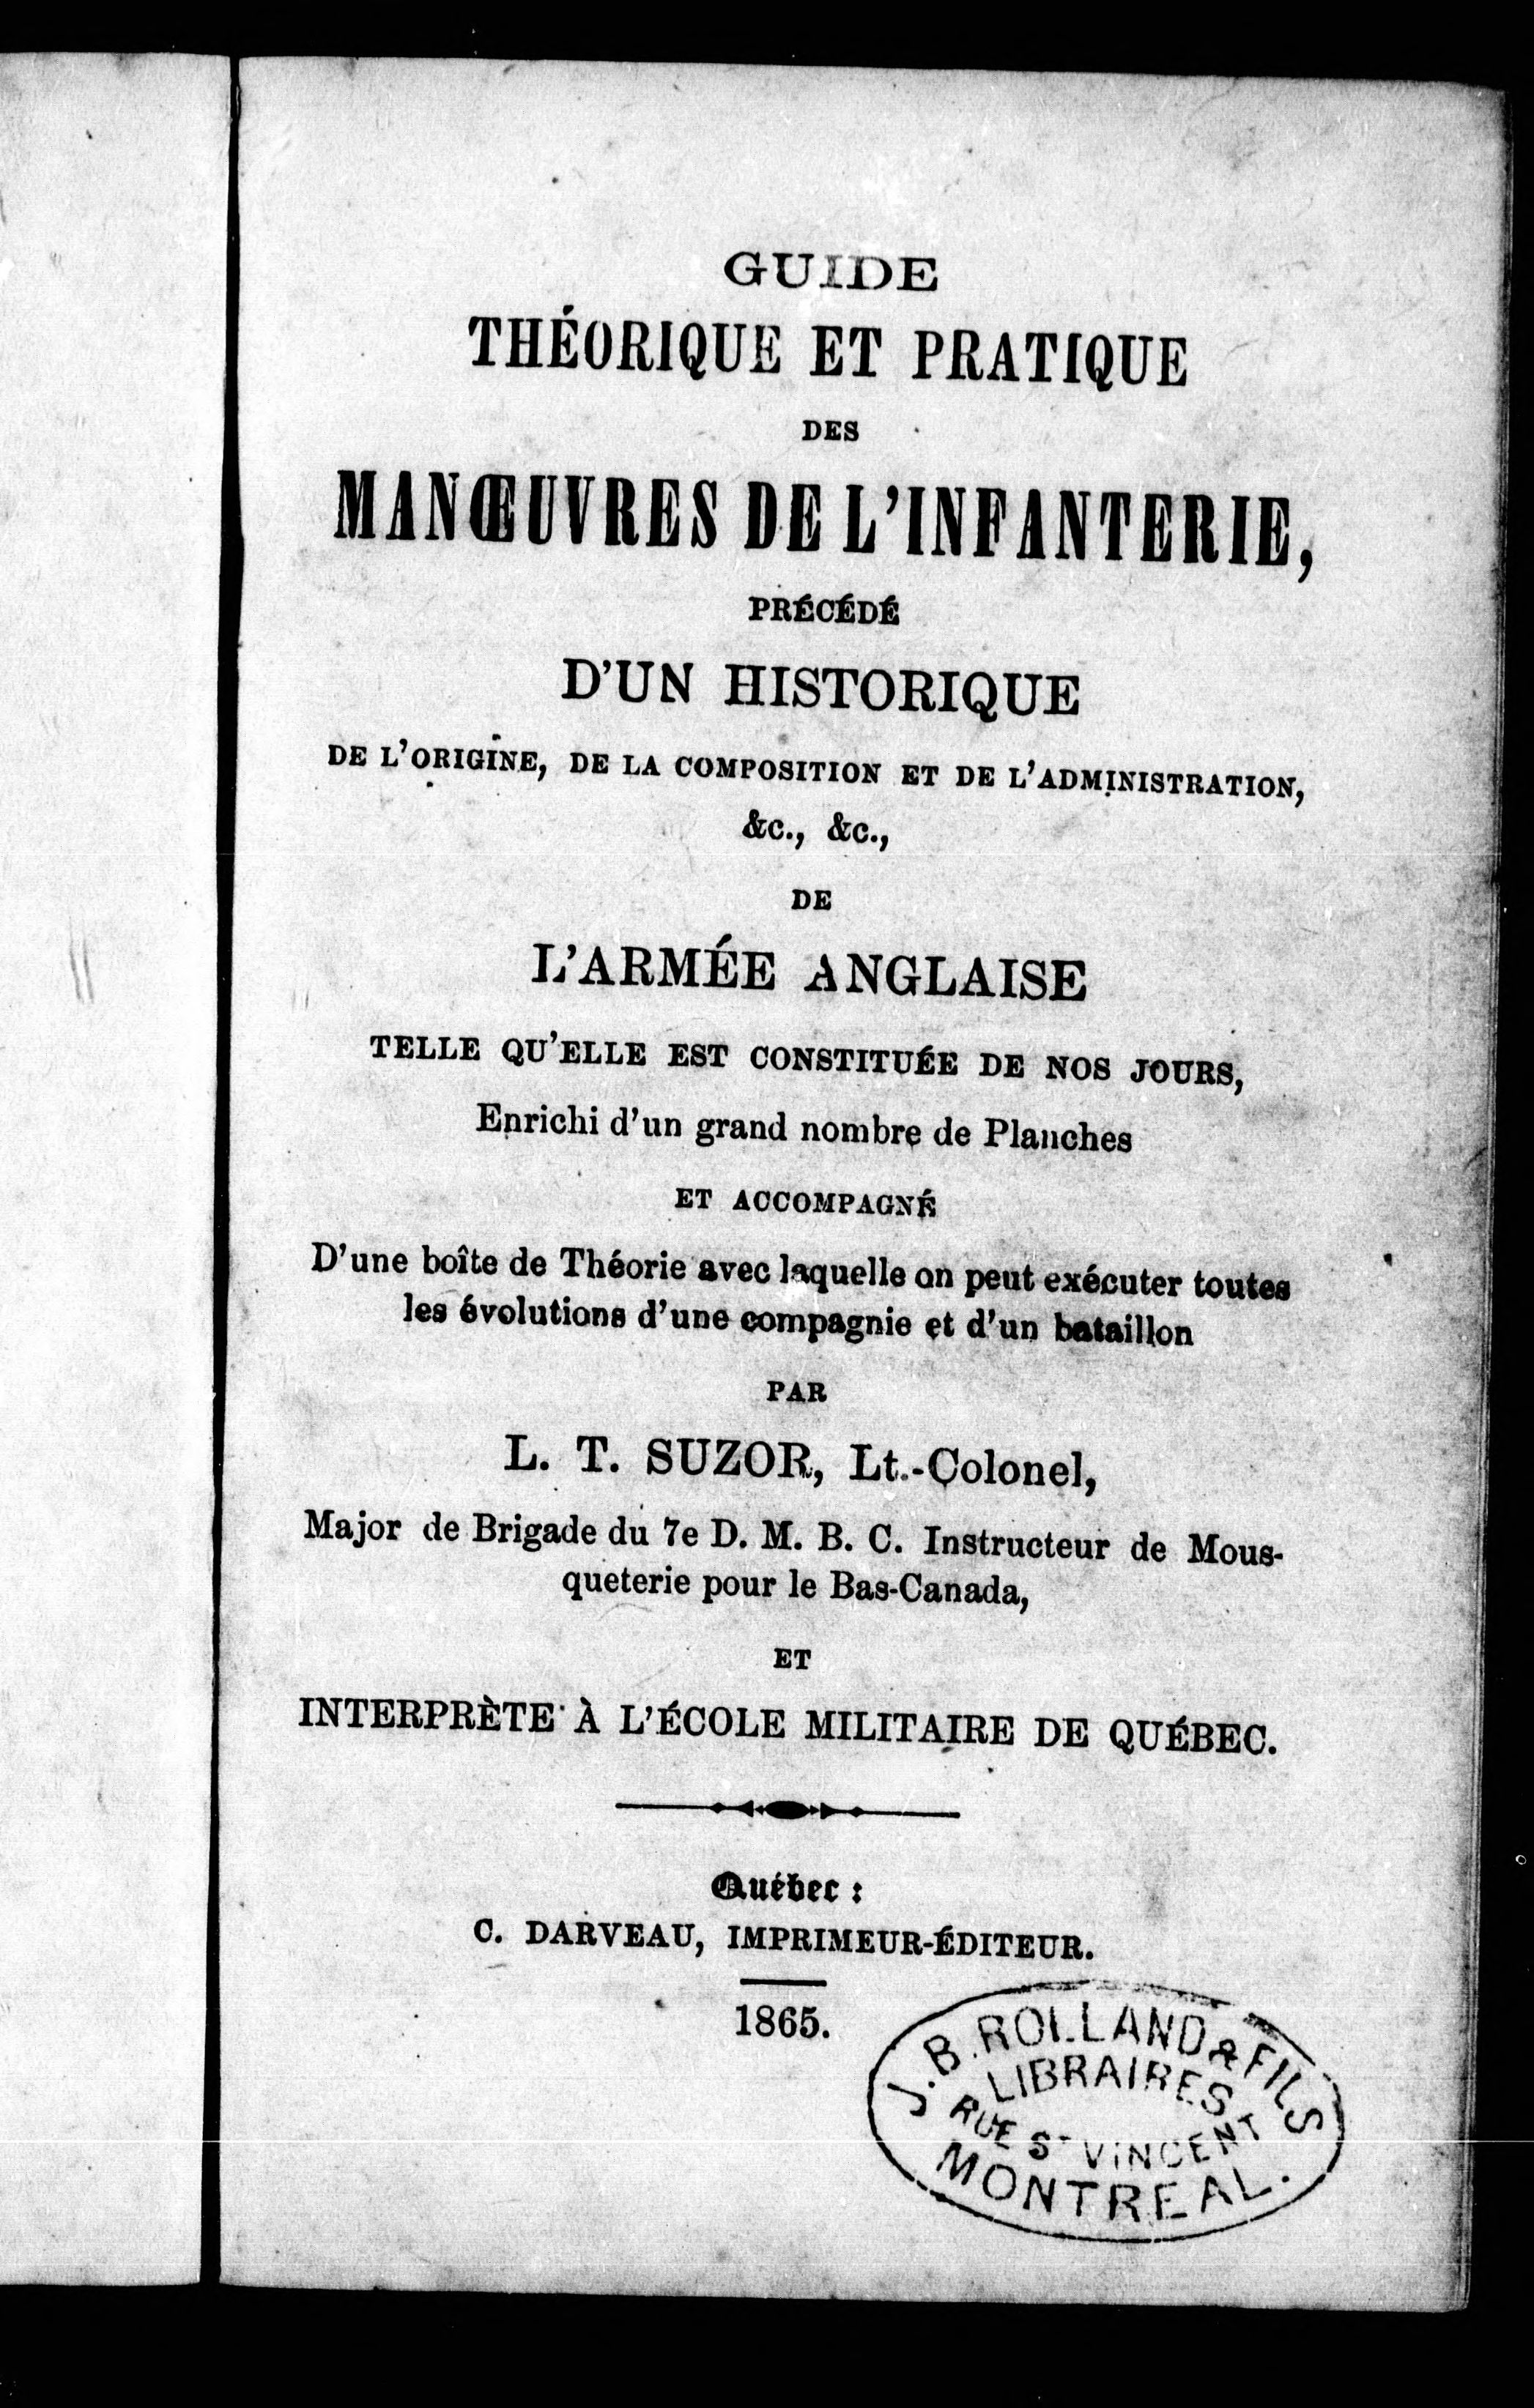 GUIDE
THÉORIQUE ET PRATIQUE
DES
MANŒUVRES DE L'INFANTERIE,
PRÉCÉDÉ
D'UN HISTORIQUE
DE L'ORIGINE, DE LA COMPOSITION ET DE L'ADMINISTRATION,
&C., &C.,
DE
L'ARMÉE ANGLAISE
TELLE QU'ELLE EST CONSTITUÉE DE NOS JOURS,
Enrichi d'un grand nombre de Planches
ET ACCOMPAGNÉ
D'une boîte de Théorie avec laquelle on peut exécuter toutes
les évolutions d'une compagnie et d'un bataillon
PAR
L. T. SUZOR, Lt.-Colonel,
Major de Brigade du 7e D. M. B. C. Instructeur de Mous-
queterie pour le Bas-Canada,
ET
INTERPRÈTE À L'ÉCOLE MILITAIRE DE QUÉBEC.
Québec :
C. DARVEAU, IMPRIMEUR-ÉDITEUR.
1865.
J. B. ROLLAND & FILS
LIBRAIRES
RUE ST VINCENT
MONTREAL.